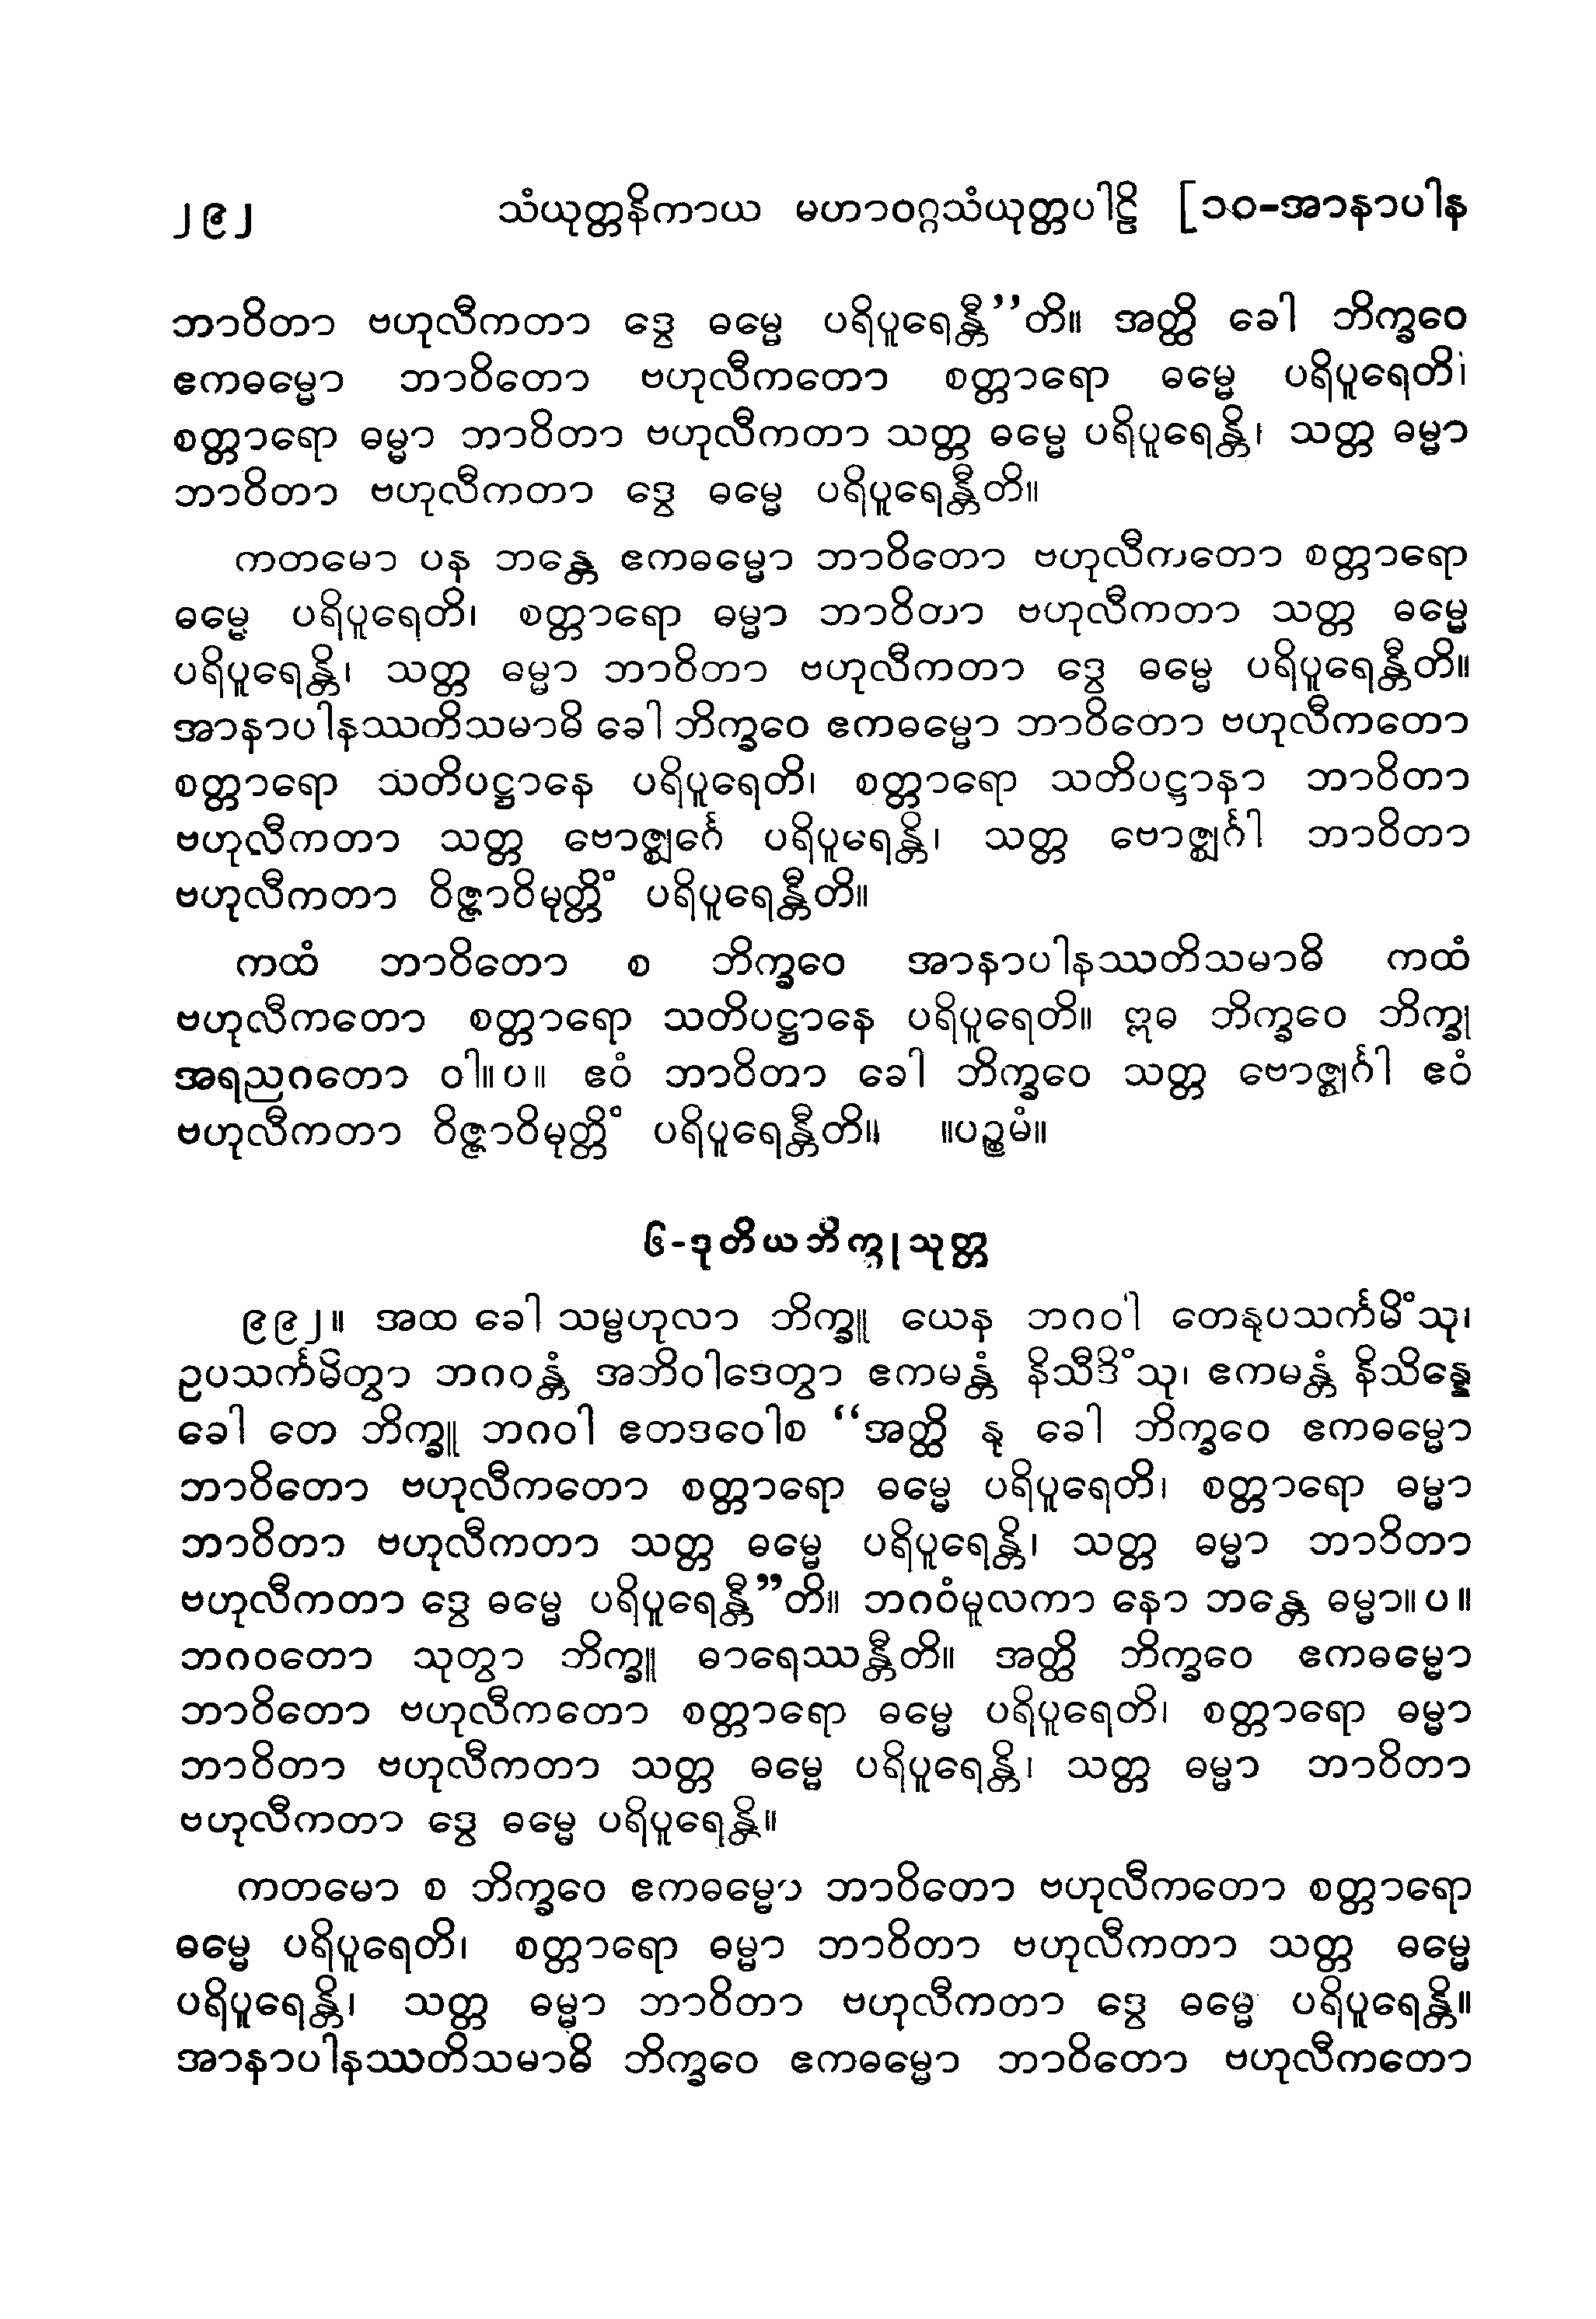 ၂၉၂ သံယုတ္တနိကာယ မဟာဝဂ္ဂသံယုတ္တပါဠိ [၁၀-အာနာပါန
ဘာဝိတာ ဗဟုလီကတာ ဒွေ ဓမ္မေ ပရိပူရေန္တီ’’တိ။ အတ္ထိ ခေါ ဘိက္ခဝေ
ဧကဓမ္မော ဘာဝိတော ဗဟုလီကတော စတ္တာရော ဓမ္မေ ပရိပူရေတိ၊
စတ္တာရော ဓမ္မာ ဘာဝိတာ ဗဟုလီကတာ သတ္တ ဓမ္မေ ပရိပူရေန္တိ၊ သတ္တ ဓမ္မာ
ဘာဝိတာ ဗဟုလီကတာ ဒွေ ဓမ္မေ ပရိပူရေန္တီတိ။
ကတမော ပန ဘန္တေ ဧကဓမ္မော ဘာဝိတော ဗဟုလီကတော စတ္တာရော
ဓမ္မေ ပရိပူရေတိ၊ စတ္တာရော ဓမ္မာ ဘာဝိတာ ဗဟုလီကတာ သတ္တ ဓမ္မေ
ပရိပူရေန္တိ၊ သတ္တ ဓမ္မာ ဘာဝိတာ ဗဟုလီကတာ ဒွေ ဓမ္မေ ပရိပူရေန္တီတိ။
အာနာပါနဿတိသမာဓိ ခေါ ဘိက္ခဝေ ဧကဓမ္မော ဘာဝိတော ဗဟုလီကတော
စတ္တာရော သတိပဋ္ဌာနေ ပရိပူရေတိ၊ စတ္တာရော သတိပဋ္ဌာနာ ဘာဝိတာ
ဗဟုလီကတာ သတ္တ ဗောဇ္ဈင်္ဂေ ပရိပူရေန္တိ၊ သတ္တ ဗောဇ္ဈင်္ဂါ ဘာဝိတာ
ဗဟုလီကတာ ဝိဇ္ဇာဝိမုတ္တိံ ပရိပူရေန္တီတိ။
ကထံ ဘာဝိတော စ ဘိက္ခဝေ အာနာပါနဿတိသမာဓိ ကထံ
ဗဟုလီကတော စတ္တာရော သတိပဋ္ဌာနေ ပရိပူရေတိ။ ဣဓ ဘိက္ခဝေ ဘိက္ခု
အရညဂတော ဝါ။ပ။ ဧဝံ ဘာဝိတာ ခေါ ဘိက္ခဝေ သတ္တ ဗောဇ္ဈင်္ဂါ ဧဝံ
ဗဟုလီကတာ ဝိဇ္ဇာဝိမုတ္တိံ ပရိပူရေန္တီတိ။ ။ပဉ္စမံ။
၆-ဒုတိယဘိက္ခုသုတ္တ
၉၉၂။ အထ ခေါ သမ္ဗဟုလာ ဘိက္ခူ ယေန ဘဂဝါ တေနုပသင်္ကမိံသု၊
ဥပသင်္ကမိတွာ ဘဂဝန္တံ အဘိဝါဒေတွာ ဧကမန္တံ နိသီဒိံသု၊ ဧကမန္တံ နိသိန္နေ
ခေါ တေ ဘိက္ခူ ဘဂဝါ ဧတဒဝေါစ ‘‘အတ္ထိ နု ခေါ ဘိက္ခဝေ ဧကဓမ္မော
ဘာဝိတော ဗဟုလီကတော စတ္တာရော ဓမ္မေ ပရိပူရေတိ၊ စတ္တာရော ဓမ္မာ
ဘာဝိတာ ဗဟုလီကတာ သတ္တ ဓမ္မေ ပရိပူရေန္တိ၊ သတ္တ ဓမ္မာ ဘာဝိတာ
ဗဟုလီကတာ ဒွေ ဓမ္မေ ပရိပူရေန္တီ”တိ။ ဘဂဝံမူလကာ နော ဘန္တေ ဓမ္မာ။ပ။
ဘဂဝတော သုတွာ ဘိက္ခူ ဓာရေဿန္တီတိ။ အတ္ထိ ဘိက္ခဝေ ဧကဓမ္မော
ဘာဝိတော ဗဟုလီကတော စတ္တာရော ဓမ္မေ ပရိပူရေတိ၊ စတ္တာရော ဓမ္မာ
ဘာဝိတာ ဗဟုလီကတာ သတ္တ ဓမ္မေ ပရိပူရေန္တိ၊ သတ္တ ဓမ္မာ ဘာဝိတာ
ဗဟုလီကတာ ဒွေ ဓမ္မေ ပရိပူရေန္တိ။
ကတမော စ ဘိက္ခဝေ ဧကဓမ္မော ဘာဝိတော ဗဟုလီကတော စတ္တာရော
ဓမ္မေ ပရိပူရေတိ၊ စတ္တာရော ဓမ္မာ ဘာဝိတာ ဗဟုလီကတာ သတ္တ ဓမ္မေ
ပရိပူရေန္တိ၊ သတ္တ ဓမ္မာ ဘာဝိတာ ဗဟုလီကတာ ဒွေ ဓမ္မေ ပရိပူရေန္တိ။
အာနာပါနဿတိသမာဓိ ဘိက္ခဝေ ဧကဓမ္မော ဘာဝိတော ဗဟုလီကတော